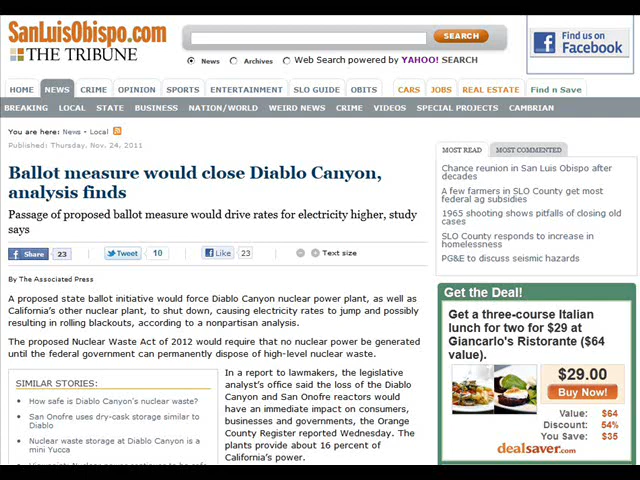 SanLuisObispo.com
THE TRIBUNE
SEARCH
News Archives Web Search powered by YAHOO! SEARCH
Find us on
Facebook
HOME NEWS CRIME OPINION SPORTS ENTERTAINMENT SLO GUIDE OBITS CARS JOBS REAL ESTATE Find n Save
BREAKING LOCAL STATE BUSINESS NATION/WORLD WEIRD NEWS CRIME VIDEOS SPECIAL PROJECTS CAMBRIAN
You are here: News • Local
Published: Thursday, Nov. 24, 2011
Ballot measure would close Diablo Canyon,
analysis finds
Passage of proposed ballot measure would drive rates for electricity higher, study
says
Share 23 Tweet 10 Like 23 Text size
By The Associated Press
A proposed state ballot initiative would force Diablo Canyon nuclear power plant, as well as
California's other nuclear plant, to shut down, causing electricity rates to jump and possibly
resulting in rolling blackouts, according to a nonpartisan analysis.
The proposed Nuclear Waste Act of 2012 would require that no nuclear power be generated
until the federal government can permanently dispose of high-level nuclear waste.
SIMILAR STORIES:
• How safe is Diablo Canyon's nuclear waste?
• San Onofre uses dry-cask storage similar to
Diablo
• Nuclear waste storage at Diablo Canyon is a
mini Yucca
In a report to lawmakers, the legislative
analyst's office said the loss of the Diablo
Canyon and San Onofre reactors would
have an immediate impact on consumers,
businesses and governments, the Orange
County Register reported Wednesday. The
plants provide about 16 percent of
California's power.
MOST READ MOST COMMENTED
Chance reunion in San Luis Obispo after
decades
A few farmers in SLO County get most
federal ag subsidies
1965 shooting shows pitfalls of closing old
cases
SLO County responds to increase in
homelessness
PG&E to discuss seismic hazards
Get the Deal!
Get a three-course Italian
lunch for two for $29 at
Giancarlo's Ristorante ($64
value).
$29.00
Buy Now!
Value: $64
Discount: 54%
You Save: $35
dealsaver.com